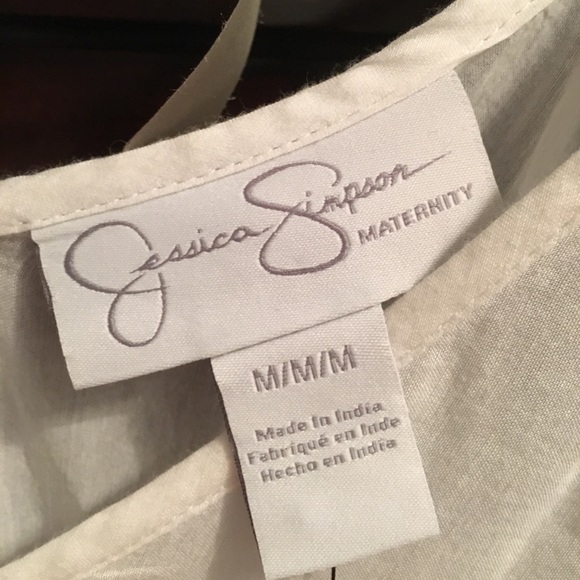 Jessica Simpson
MATERNITY
M/M/M
Made in India
Fabriqué en Inde
Hecho en India